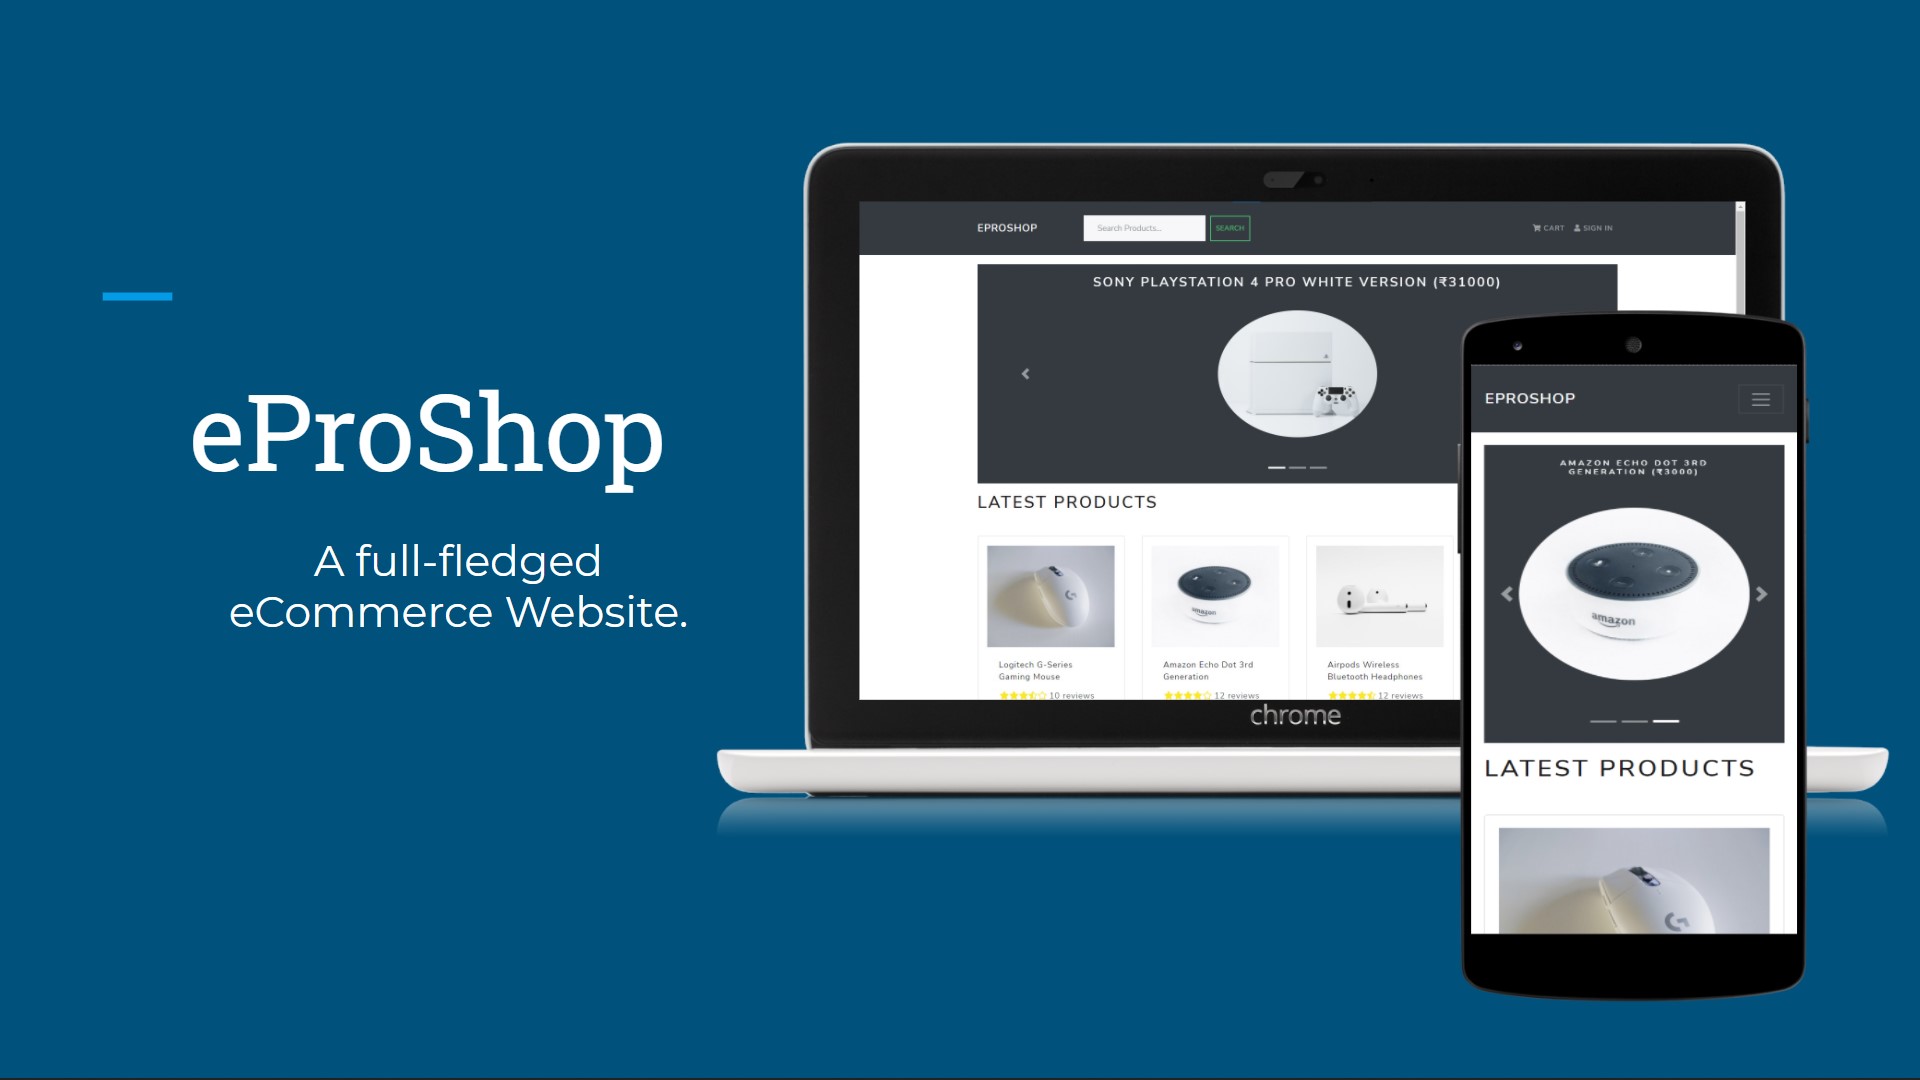 eProShop
A full-fledged
eCommerce Website.
EPROSHOP
Search Products...
SEARCH
CART
SIGN IN
SONY PLAYSTATION 4 PRO WHITE VERSION (₹31000)
LATEST PRODUCTS
amazon
Logitech G-Series
Gaming Mouse
10 reviews
Amazon Echo Dot 3rd
Generation
12 reviews
Airpods Wireless
Bluetooth Headphones
12 reviews
chrome
EPROSHOP
AMAZON ECHO DOT 3RD
GENERATION (₹3000)
amazon
LATEST PRODUCTS